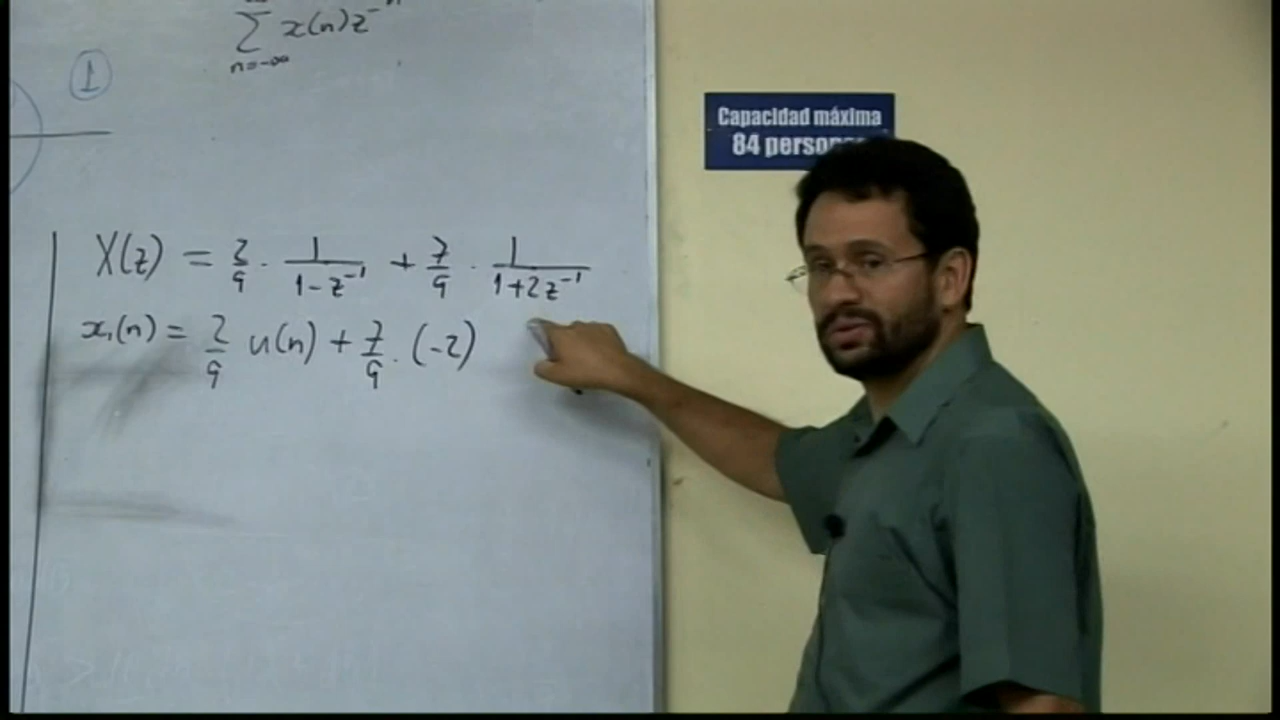 ∑ x(n)z⁻ⁿ
n=-∞
1
Capacidad máxima
84 personas
X(z) = 2/9 · 1/(1-z⁻¹) + 7/9 · 1/(1+2z⁻¹)
x₁(n) = 2/9 u(n) + 7/9 · (-2)